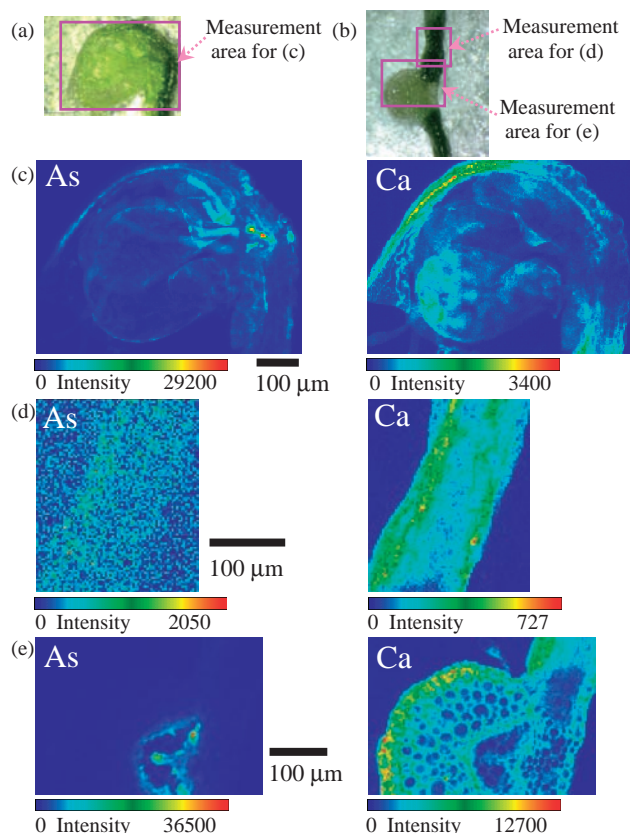 (a)
Measurement
area for (c)
(b)
Measurement
area for (d)
Measurement
area for (e)
(c)
As
Ca
0 Intensity 29200
100 μm
0 Intensity 3400
(d)
As
Ca
100 μm
0 Intensity 2050
0 Intensity 727
(e)
As
Ca
100 μm
0 Intensity 36500
0 Intensity 12700